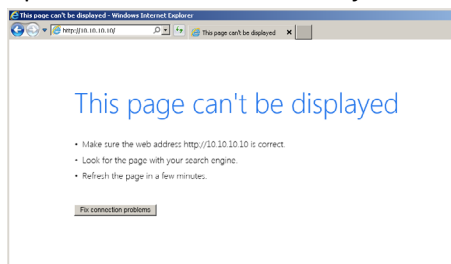 This page can't be displayed - Windows Internet Explorer
http://10.10.10.10/
This page can't be displayed
This page can't be displayed
• Make sure the web address http://10.10.10.10 is correct.
• Look for the page with your search engine.
• Refresh the page in a few minutes.
Fix connection problems